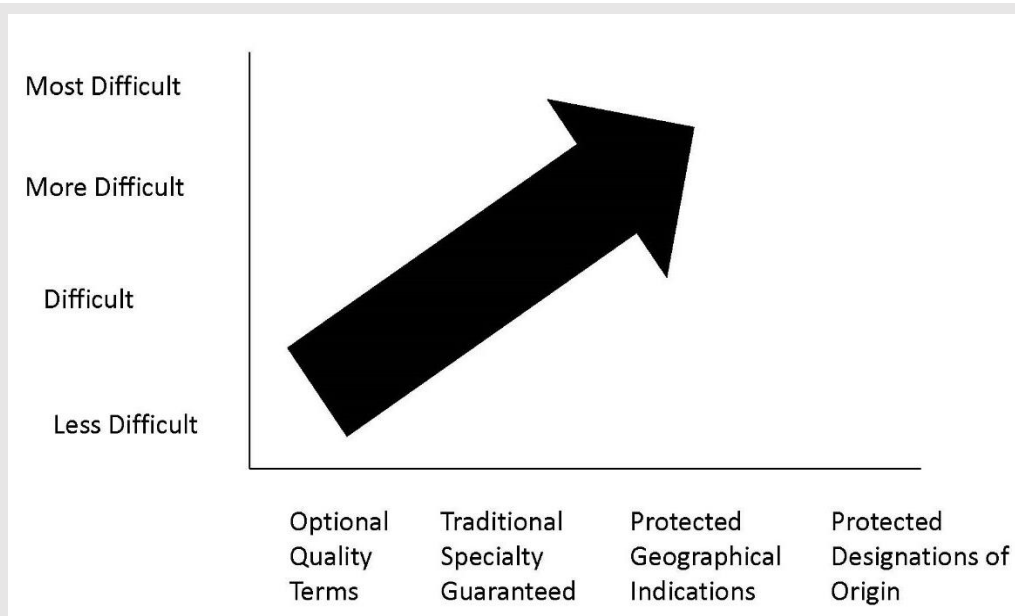 Most Difficult
More Difficult
Difficult
Less Difficult
Optional
Quality
Terms
Traditional
Specialty
Guaranteed
Protected
Geographical
Indications
Protected
Designations of
Origin